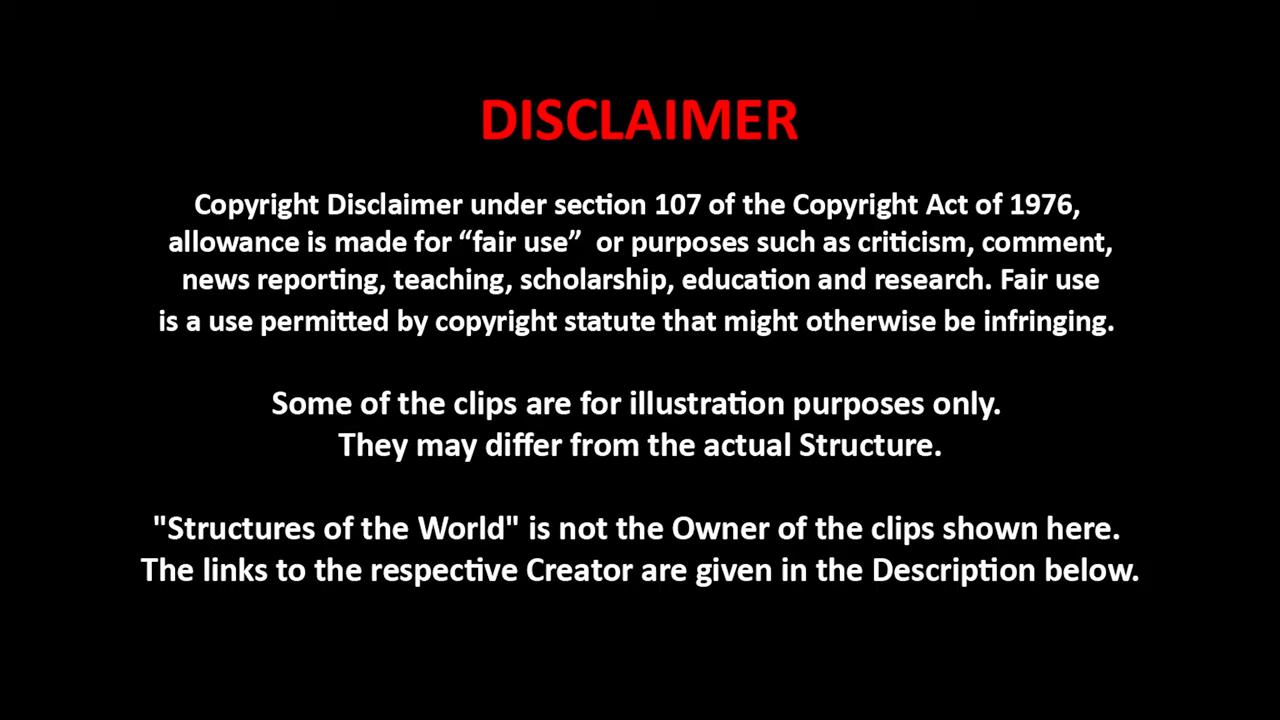 DISCLAIMER
Copyright Disclaimer under section 107 of the Copyright Act of 1976,
allowance is made for “fair use”  or purposes such as criticism, comment,
news reporting, teaching, scholarship, education and research. Fair use
is a use permitted by copyright statute that might otherwise be infringing.
Some of the clips are for illustration purposes only.
They may differ from the actual Structure.
"Structures of the World" is not the Owner of the clips shown here.
The links to the respective Creator are given in the Description below.